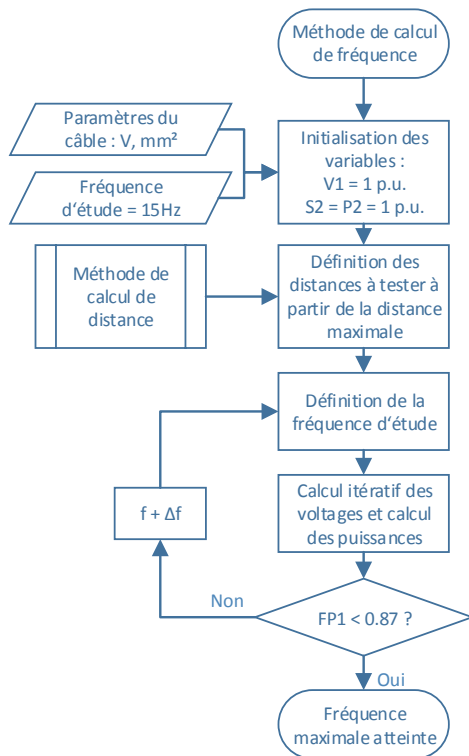 Méthode de calcul
de fréquence
Paramètres du
câble : V, mm²
Fréquence
d‘étude = 15Hz
Initialisation des
variables :
V1 = 1 p.u.
S2 = P2 = 1 p.u.
Méthode de
calcul de
distance
Définition des
distances à tester à
partir de la distance
maximale
Définition de la
fréquence d‘étude
f + Δf
Calcul itératif des
voltages et calcul
des puissances
Non
FP1 < 0.87 ?
Oui
Fréquence
maximale atteinte